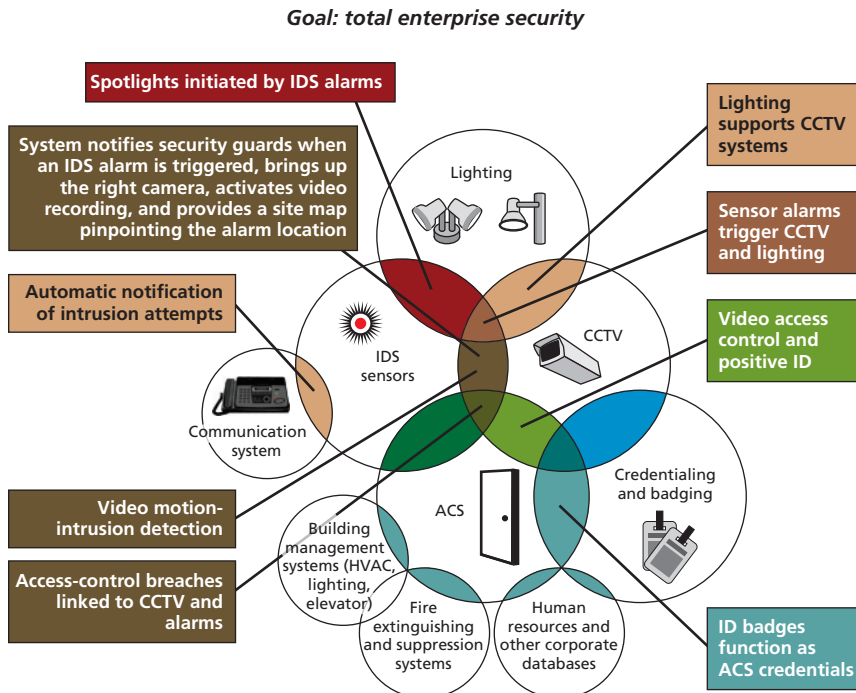 Goal: total enterprise security
Spotlights initiated by IDS alarms
System notifies security guards when
an IDS alarm is triggered, brings up
the right camera, activates video
recording, and provides a site map
pinpointing the alarm location
Automatic notification
of intrusion attempts
Lighting
supports CCTV
systems
Sensor alarms
trigger CCTV
and lighting
Video access
control and
positive ID
Lighting
IDS
sensors
CCTV
Communication
system
Credentialing
and badging
ACS
Video motion-
intrusion detection
Access-control breaches
linked to CCTV and
alarms
Building
management
systems (HVAC,
lighting,
elevator)
Fire
extinguishing
and suppression
systems
Human
resources and
other corporate
databases
ID badges
function as
ACS credentials